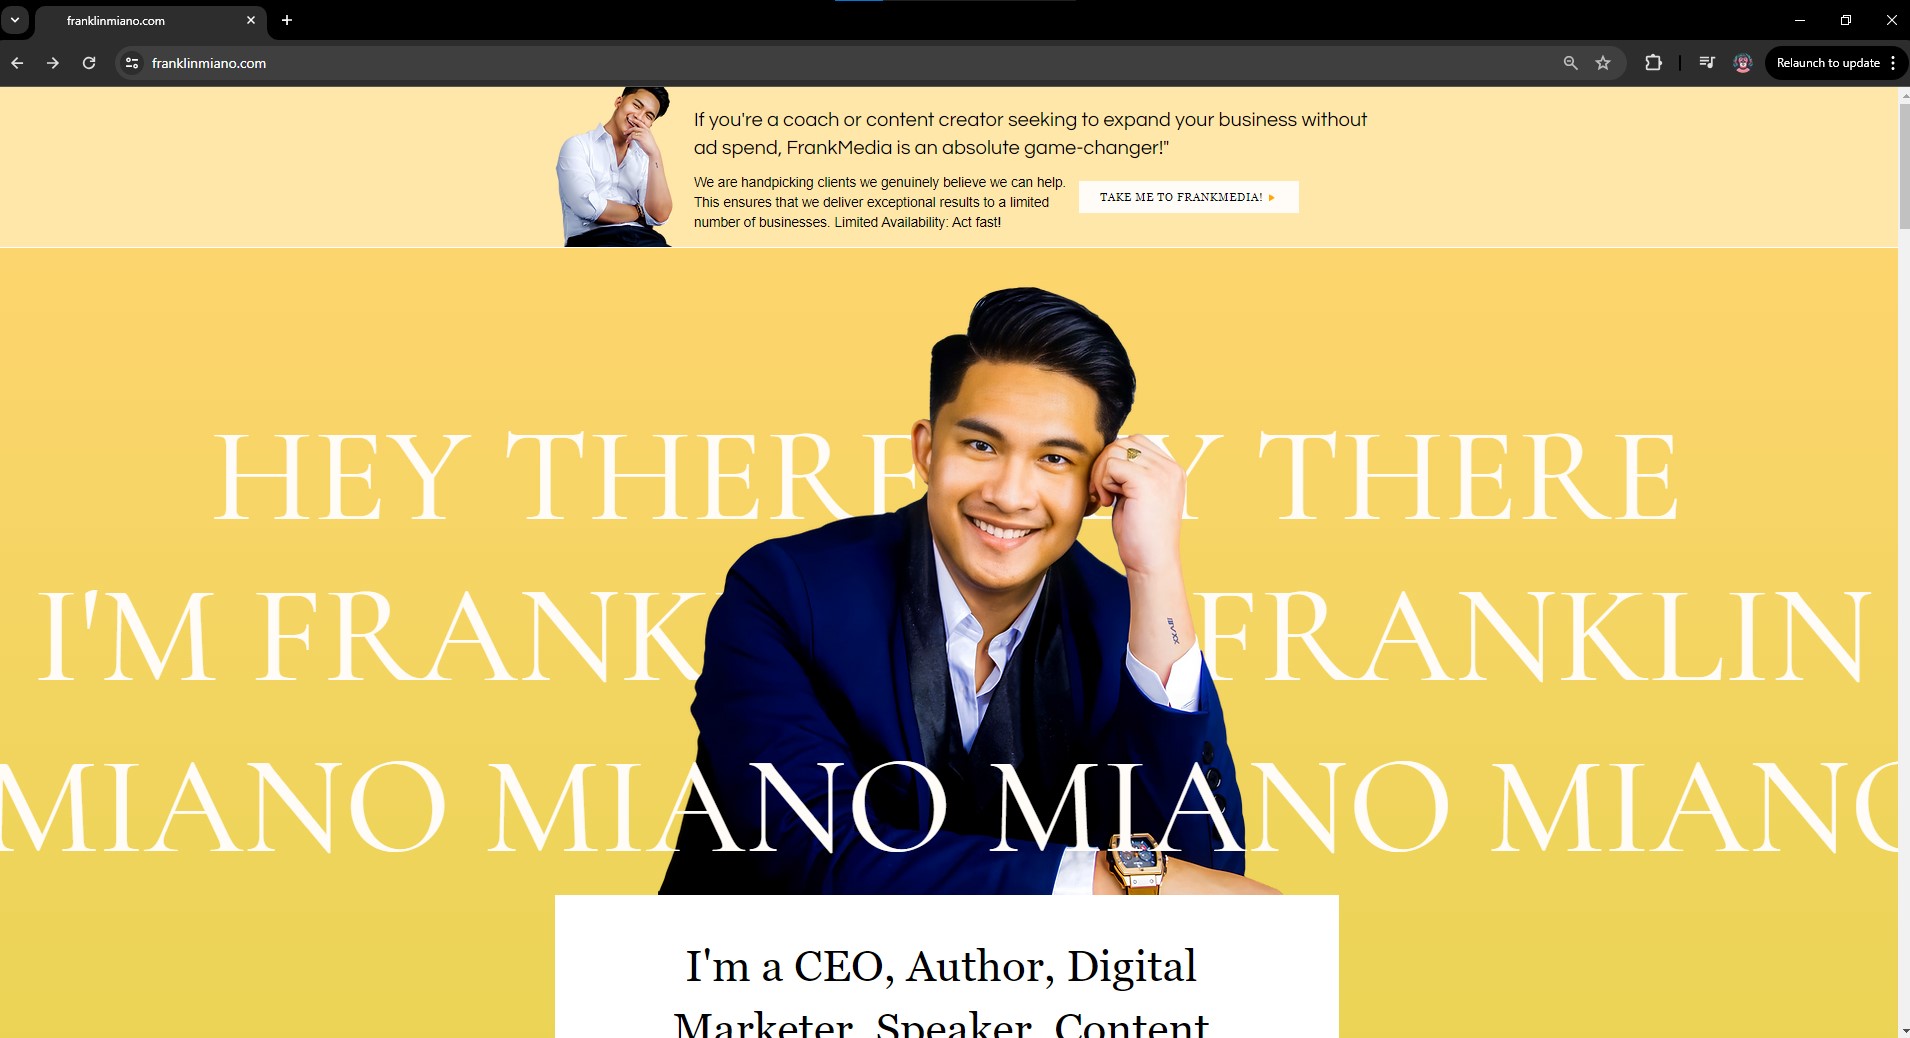 franklinmiano.com
franklinmiano.com
Relaunch to update
If you're a coach or content creator seeking to expand your business without
ad spend, FrankMedia is an absolute game-changer!"
We are handpicking clients we genuinely believe we can help.
This ensures that we deliver exceptional results to a limited
number of businesses. Limited Availability: Act fast!
TAKE ME TO FRANKMEDIA!
HEY THERE Y THERE
I'M FRANK FRANKLIN
MIANO MIANO MIANO MIANO
I'm a CEO, Author, Digital
Marketer, Speaker, Content